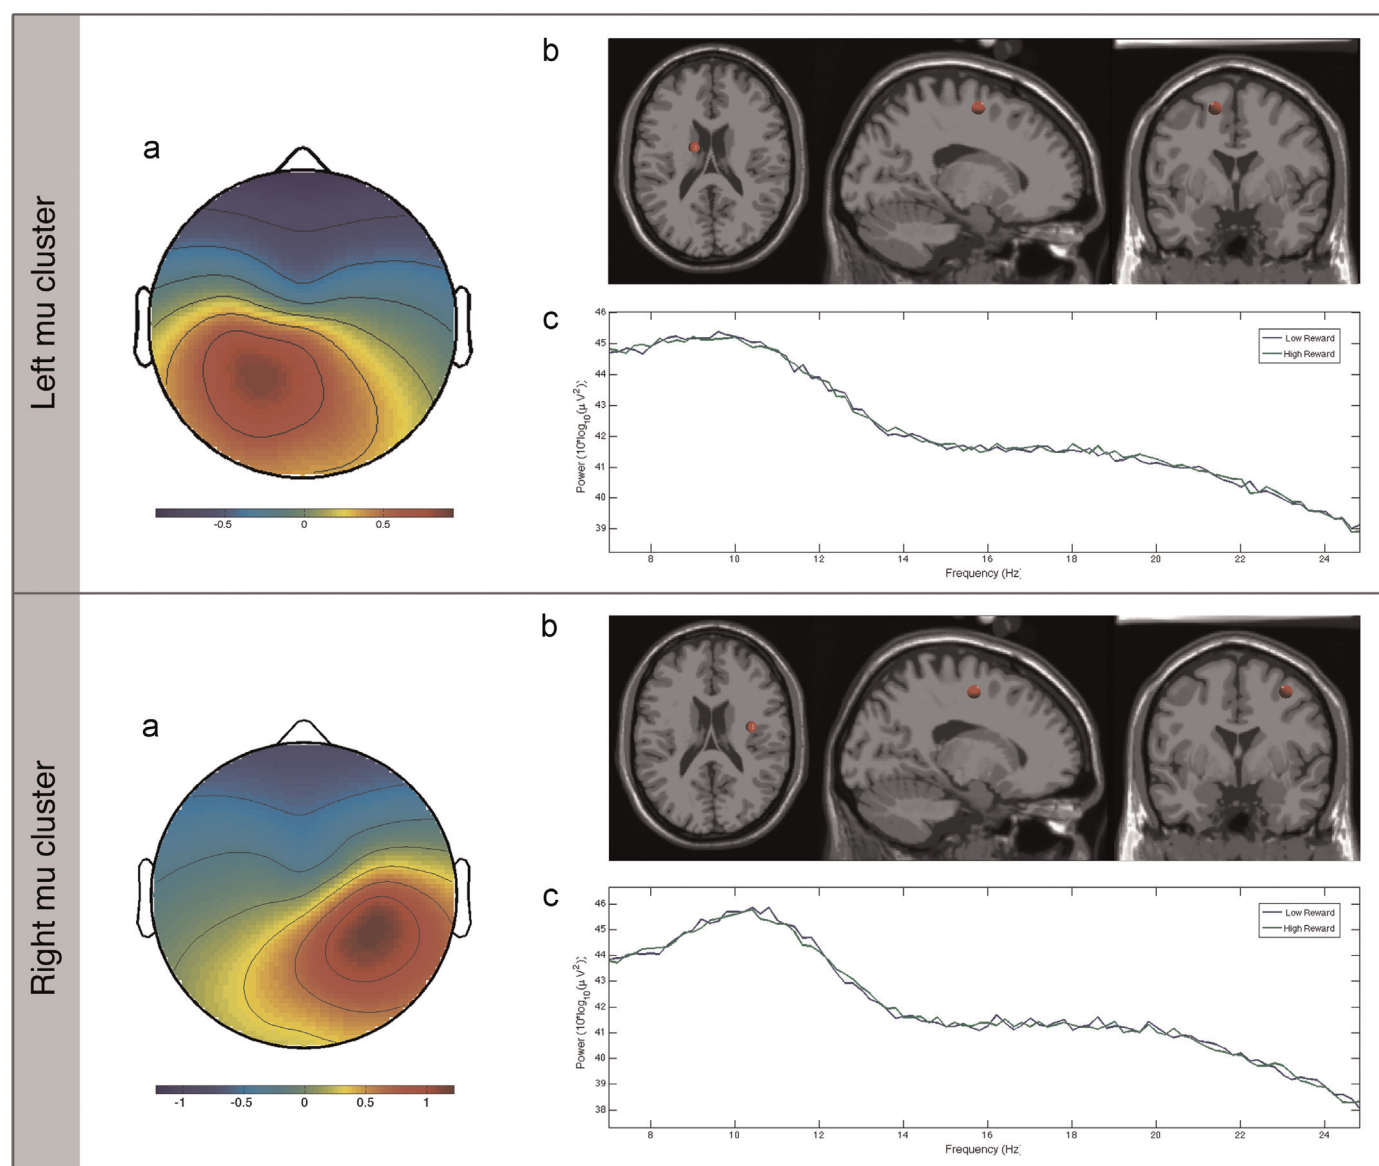 Left mu cluster
a
-0.5 0 0.5
b
c
46
45
44
43
42
41
40
39
Power (10*log10(μV²))
Low Reward
High Reward
8 10 12 14 16 18 20 22 24
Frequency (Hz)
Right mu cluster
a
-1 -0.5 0 0.5 1
b
c
46
45
44
43
42
41
40
39
38
Power (10*log10(μV²))
Low Reward
High Reward
8 10 12 14 16 18 20 22 24
Frequency (Hz)